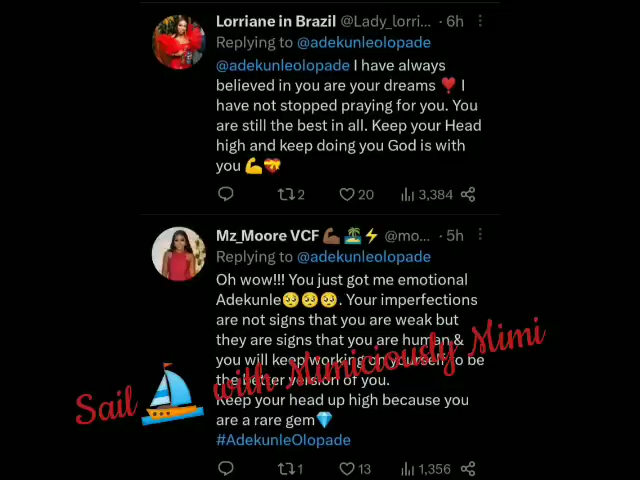 Lorriane in Brazil @Lady_lorri... · 6h
Replying to @adekunleolopade
@adekunleolopade I have always
believed in you are your dreams ❣️ I
have not stopped praying for you. You
are still the best in all. Keep your Head
high and keep doing you God is with
you 💪💝
2 20 3,384
Mz_Moore VCF 💪🏾🏝️⚡ @mo... · 5h
Replying to @adekunleolopade
Oh wow!!! You just got me emotional
Adekunle🥺🥺🥺. Your imperfections
are not signs that you are weak but
they are signs that you are human &
you will keep working on yourself to be
the better version of you.
Keep your head up high because you
are a rare gem💎
#AdekunleOlopade
1 13 1,356
Sail ⛵ with Mimiciously Mimi